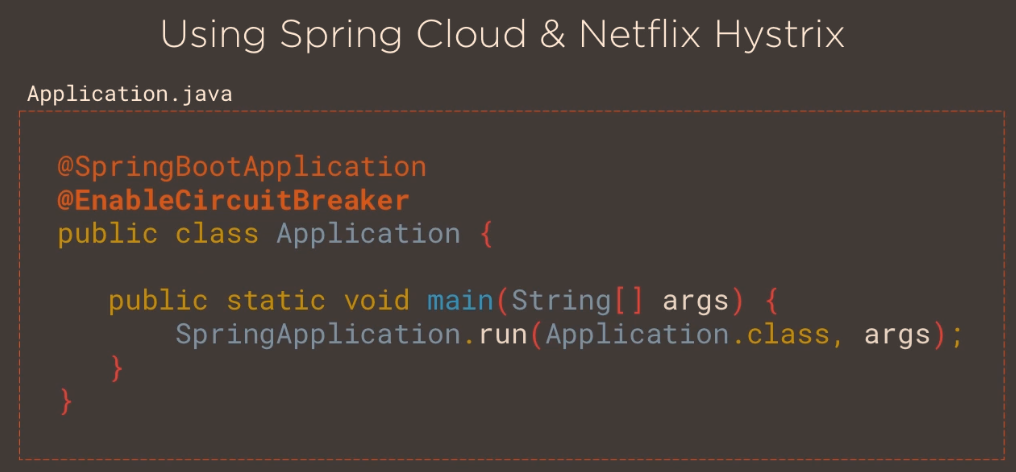 Using Spring Cloud & Netflix Hystrix
Application.java
@SpringBootApplication
@EnableCircuitBreaker
public class Application {
public static void main(String[] args) {
SpringApplication.run(Application.class, args);
}
}